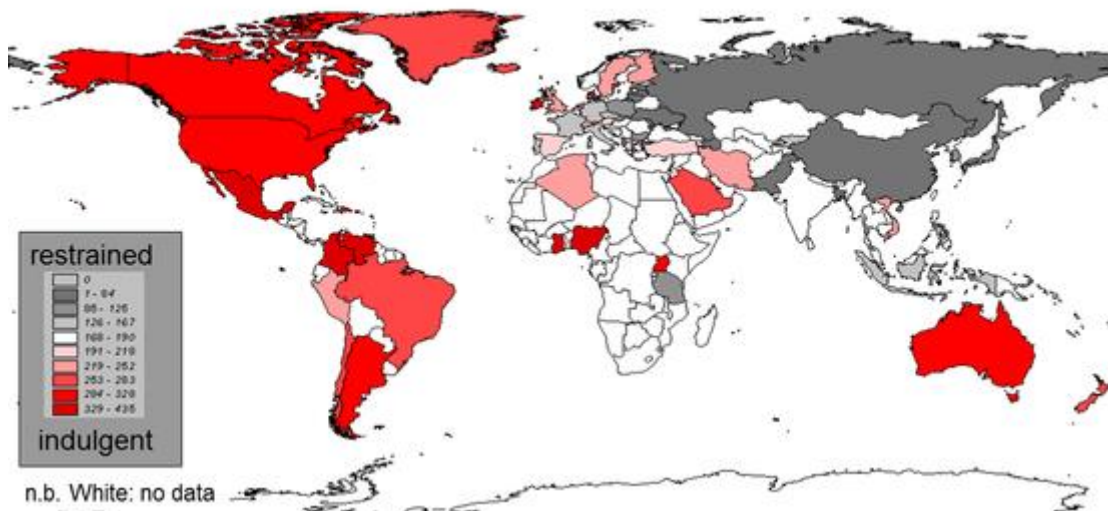 restrained
0
1 - 84
85 - 125
126 - 167
168 - 190
191 - 218
219 - 252
253 - 283
284 - 328
329 - 435
indulgent
n.b. White: no data